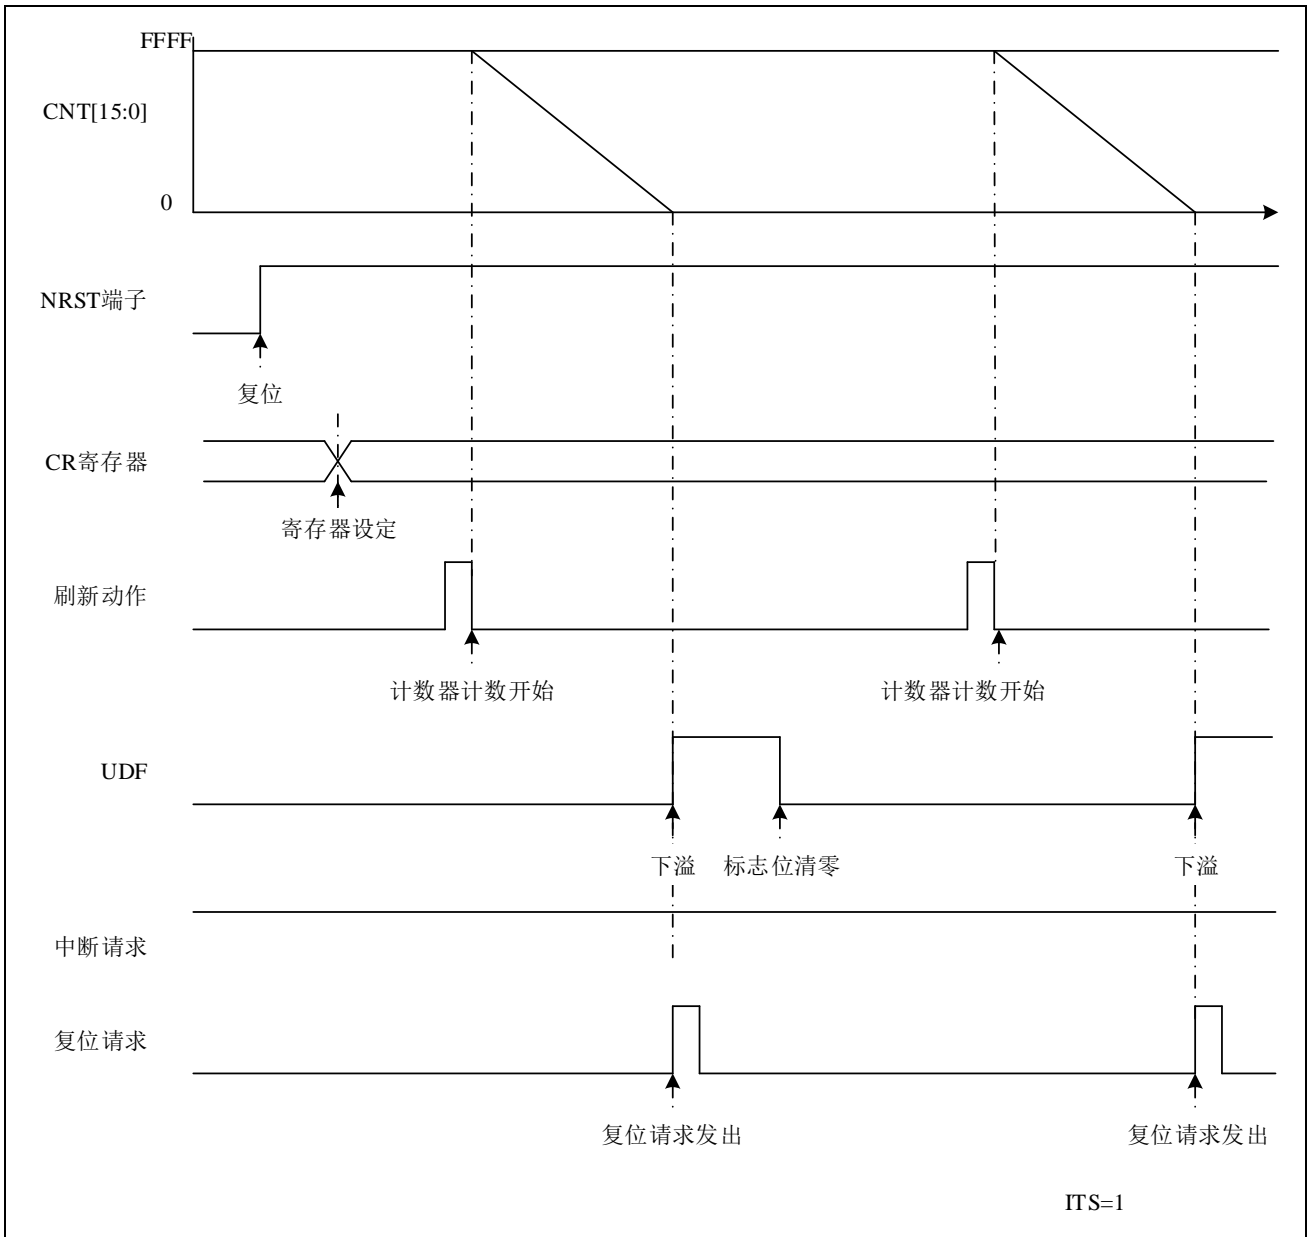 FFFF
CNT[15:0]
0
NRST端子
复位
CR寄存器
寄存器设定
刷新动作
计数器计数开始 计数器计数开始
UDF
下溢 标志位清零 下溢
中断请求
复位请求
复位请求发出 复位请求发出
ITS=1